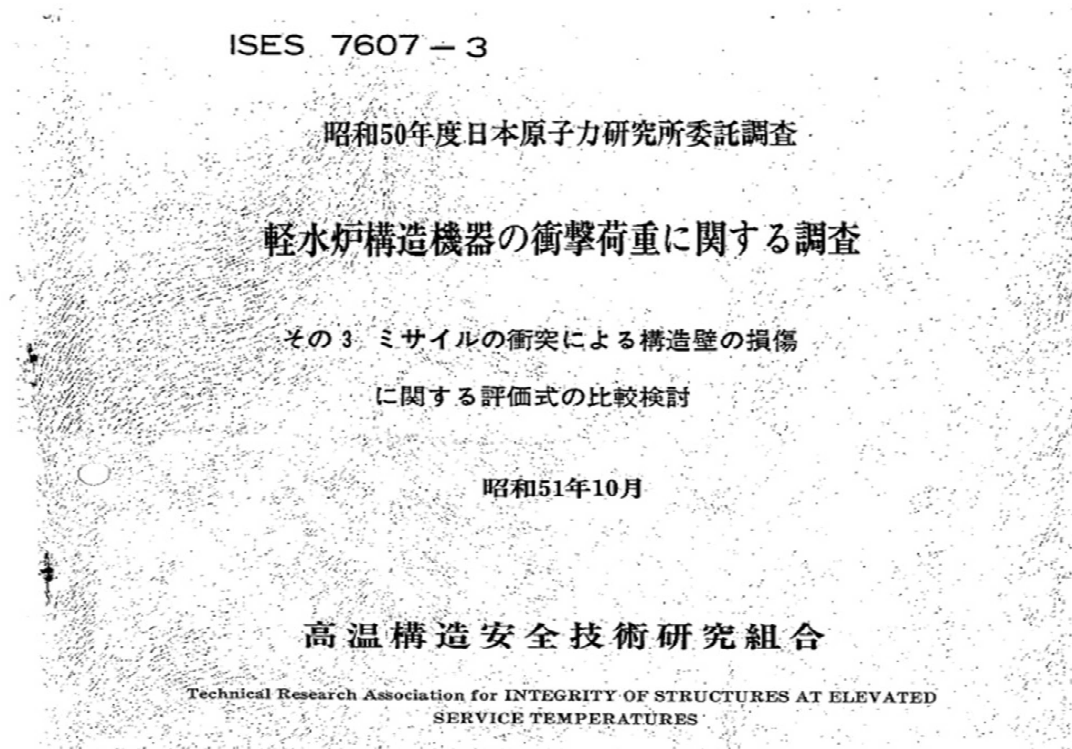 ISES 7607-3
昭和50年度日本原子力研究所委託調査
軽水炉構造機器の衝撃荷重に関する調査
その3 ミサイルの衝突による構造壁の損傷
に関する評価式の比較検討
昭和51年10月
高温構造安全技術研究組合
Technical Research Association for INTEGRITY OF STRUCTURES AT ELEVATED
SERVICE TEMPERATURES